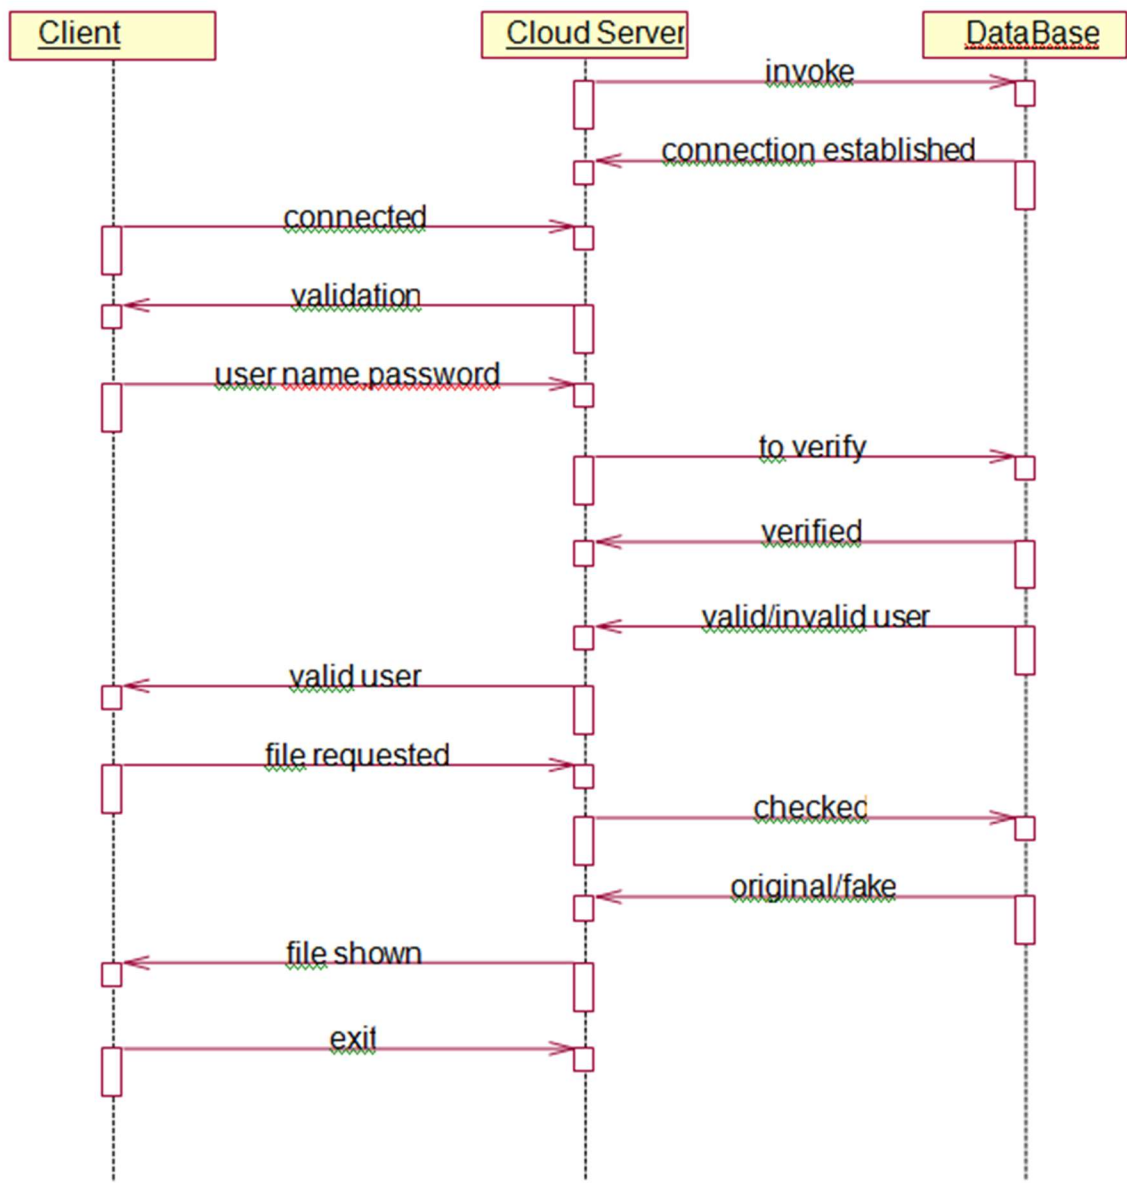 Client
Cloud Server
DataBase
invoke
connection established
connected
validation
user name,password
to verify
verified
valid/invalid user
valid user
file requested
checked
original/fake
file shown
exit